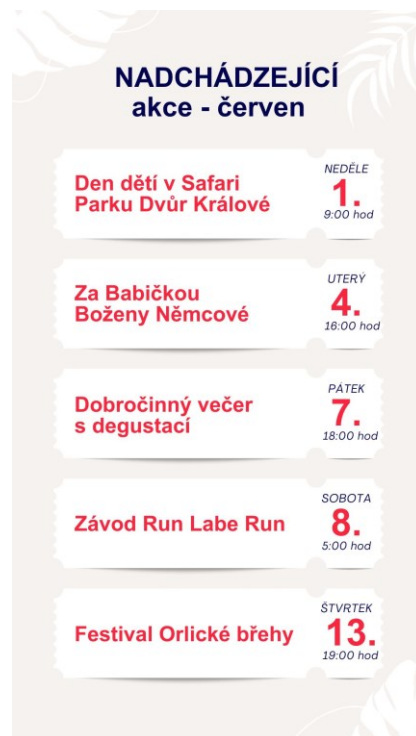 NADCHÁDZEJÍCÍ
akce - červen
Den dětí v Safari
Parku Dvůr Králové
NEDĚLE
1.
9:00 hod
Za Babičkou
Boženy Němcové
UTERÝ
4.
16:00 hod
Dobročinný večer
s degustací
PÁTEK
7.
18:00 hod
Závod Run Labe Run
SOBOTA
8.
5:00 hod
Festival Orlické břehy
ŠTVRTEK
13.
19:00 hod